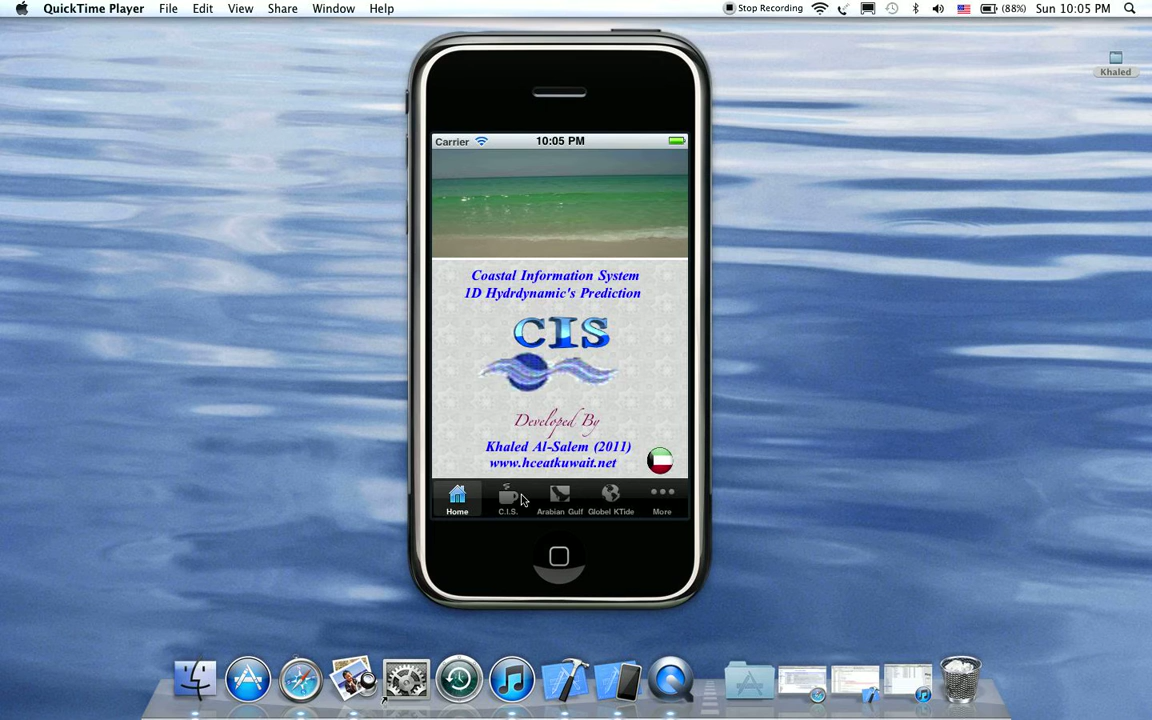 QuickTime Player File Edit View Share Window Help Stop Recording (88%) Sun 10:05 PM
Khaled
Carrier 10:05 PM
Coastal Information System
1D Hydrdynamic's Prediction
CIS
Developed By
Khaled Al-Salem (2011)
www.hceatkuwait.net
Home C.I.S. Arabian Gulf Globel KTide More